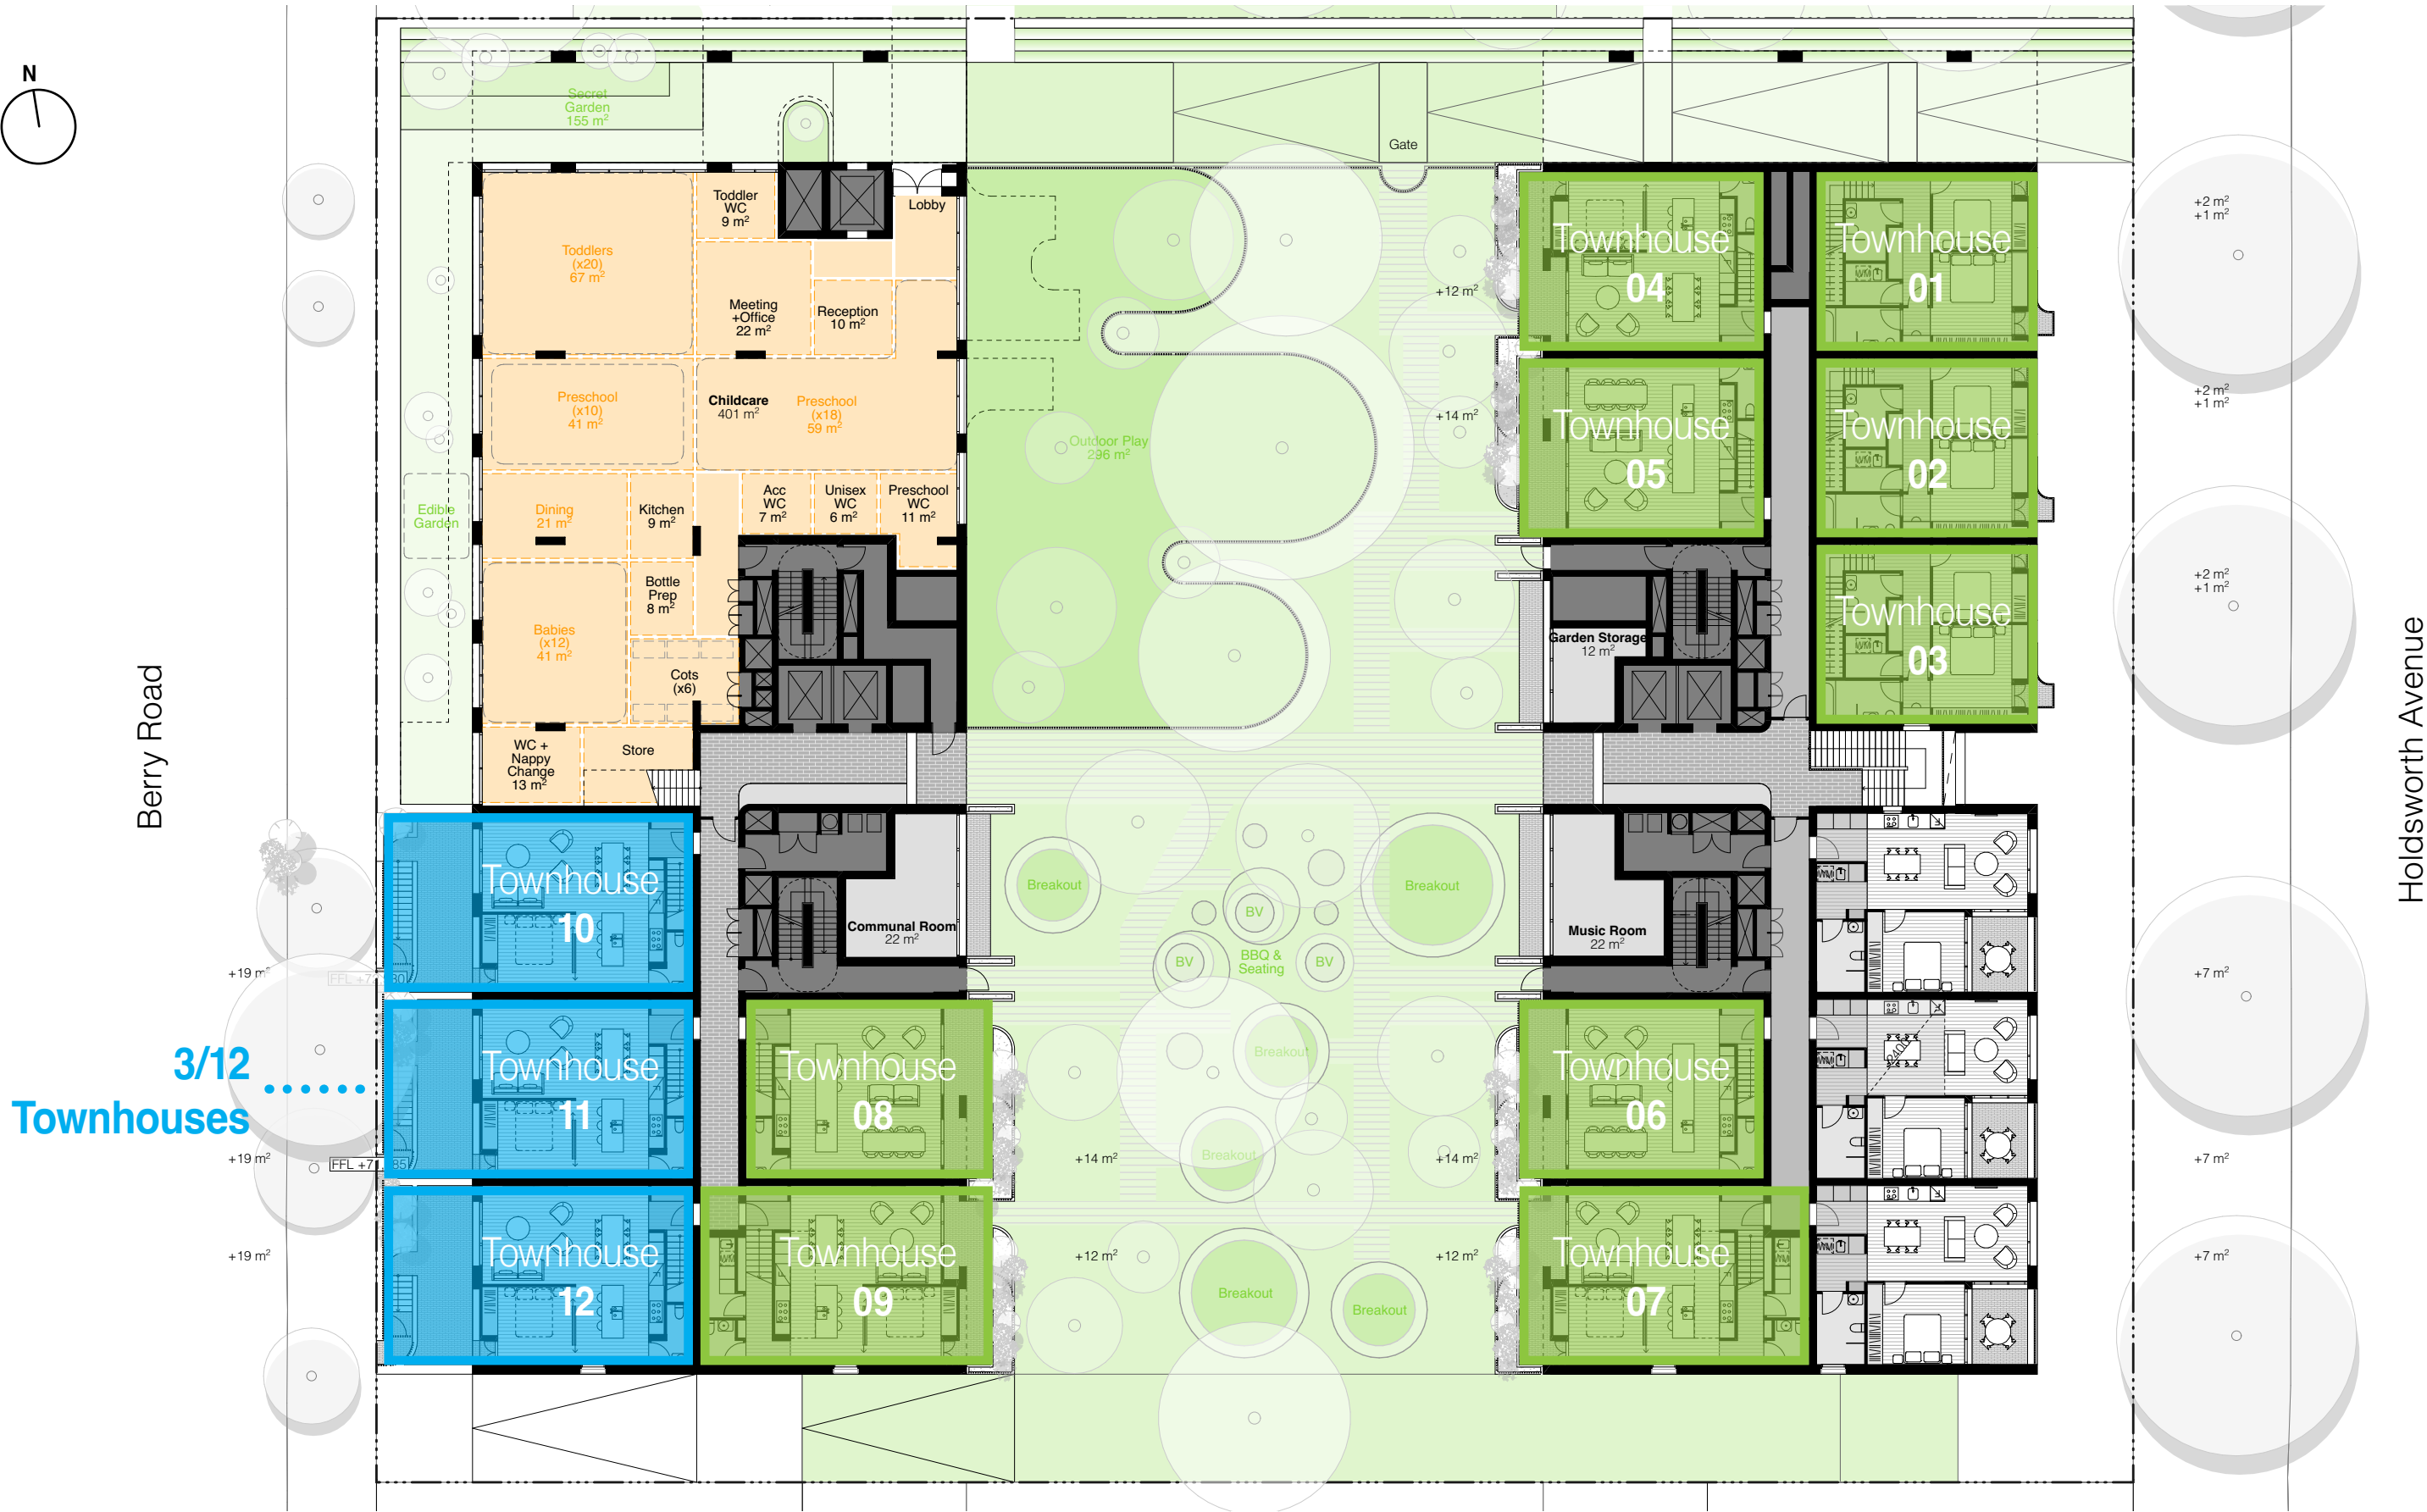 N
Secret
Garden
155 m²
Gate
Toddler
WC
9 m²
Lobby
Toddlers
(x20)
67 m²
Meeting
+Office
22 m²
Reception
10 m²
Preschool
(x10)
41 m²
Childcare
401 m²
Preschool
(x18)
59 m²
Outdoor Play
296 m²
Edible
Garden
Dining
21 m²
Kitchen
9 m²
Acc
WC
7 m²
Unisex
WC
6 m²
Preschool
WC
11 m²
Bottle
Prep
8 m²
Babies
(x12)
41 m²
Cots
(x6)
WC +
Nappy
Change
13 m²
Store
+12 m²
+14 m²
Townhouse
04
Townhouse
01
Townhouse
05
Townhouse
02
Townhouse
03
Garden Storage
12 m²
+2 m²
+1 m²
+2 m²
+1 m²
+2 m²
+1 m²
Berry Road
Holdsworth Avenue
Townhouse
10
Communal Room
22 m²
Breakout
Breakout
BV
BV
BV
BBQ &
Seating
Music Room
22 m²
+19 m²
+7 m²
3/12
Townhouses
Townhouse
11
Townhouse
08
Breakout
Breakout
Townhouse
06
2400
+19 m²
+14 m²
+14 m²
+7 m²
Townhouse
12
Townhouse
09
Townhouse
07
+19 m²
+12 m²
+12 m²
+7 m²
Breakout
Breakout